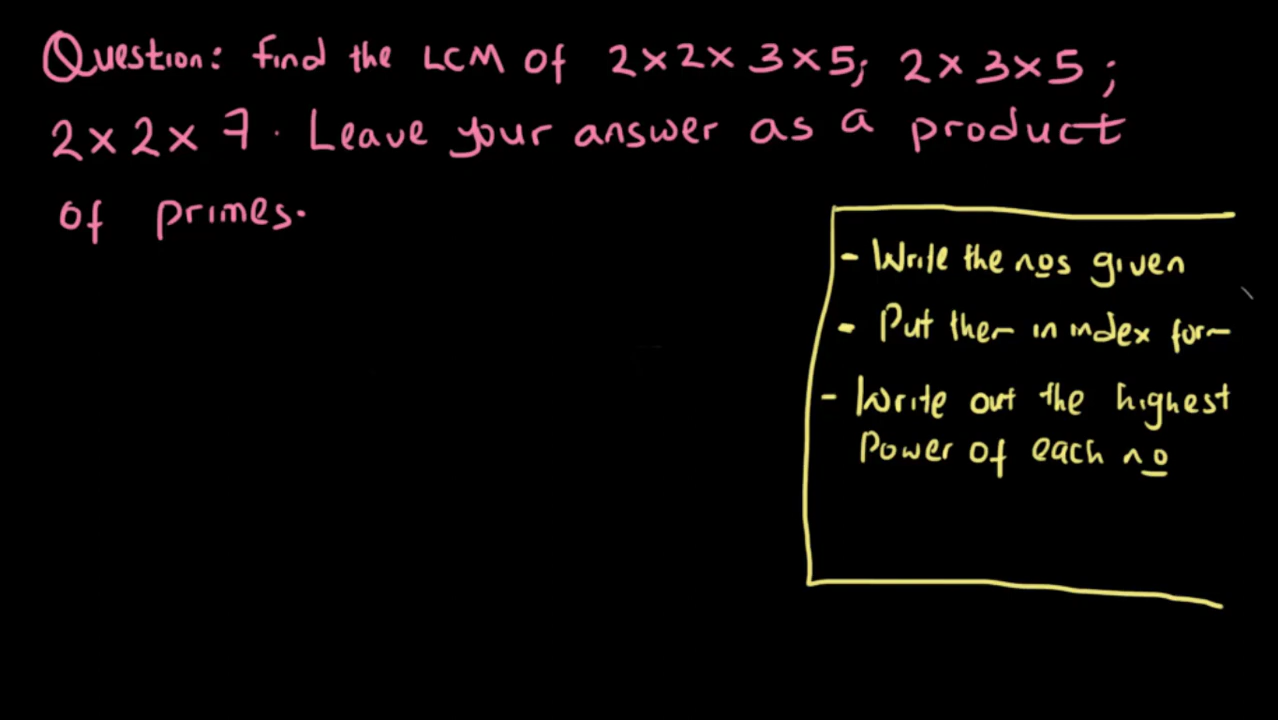 Question: find the LCM of 2×2×3×5; 2×3×5;
2×2×7. Leave your answer as a product
of primes.
- Write the nos given
- Put them in index form
- Write out the highest
Power of each no